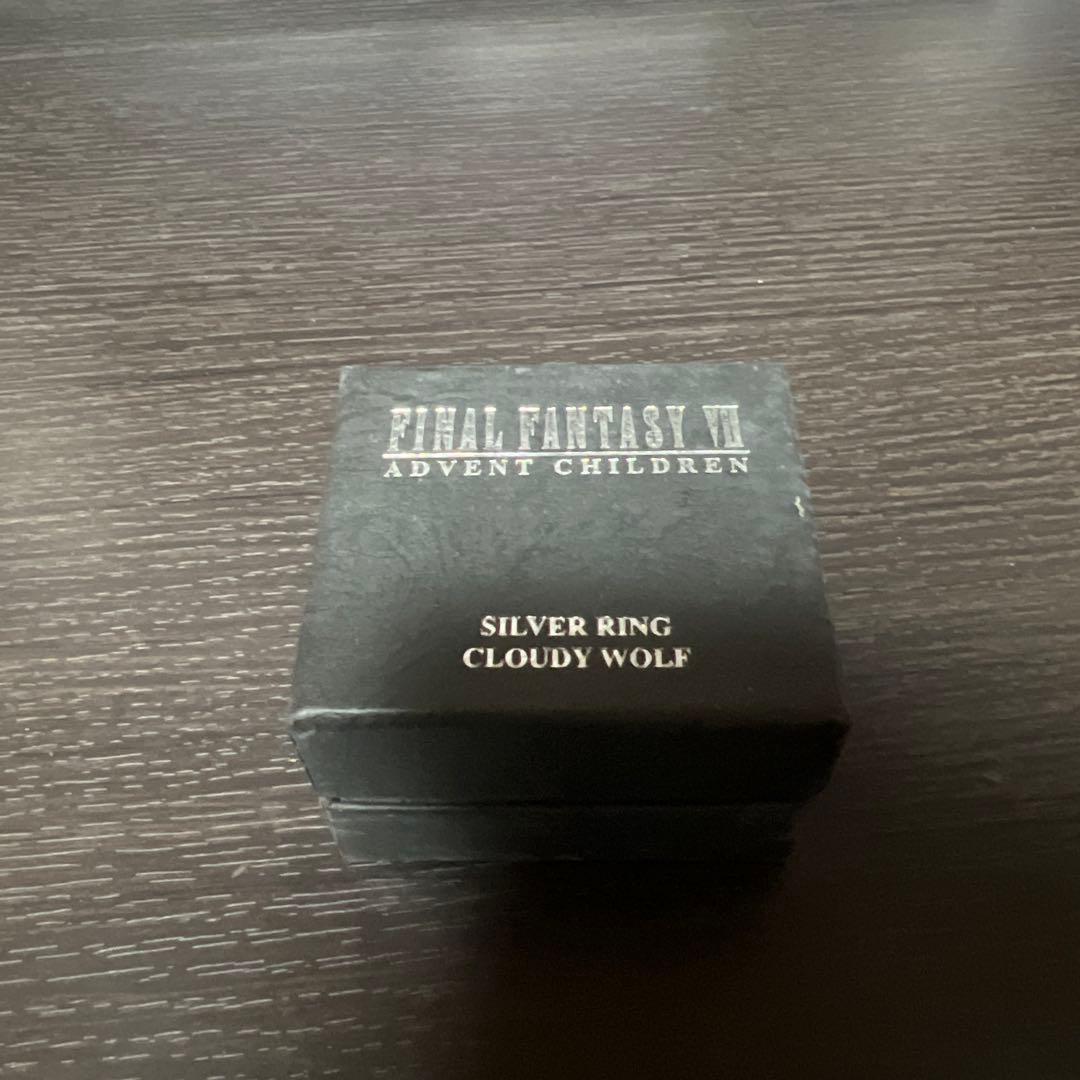 FINAL FANTASY VII
ADVENT CHILDREN
SILVER RING
CLOUDY WOLF